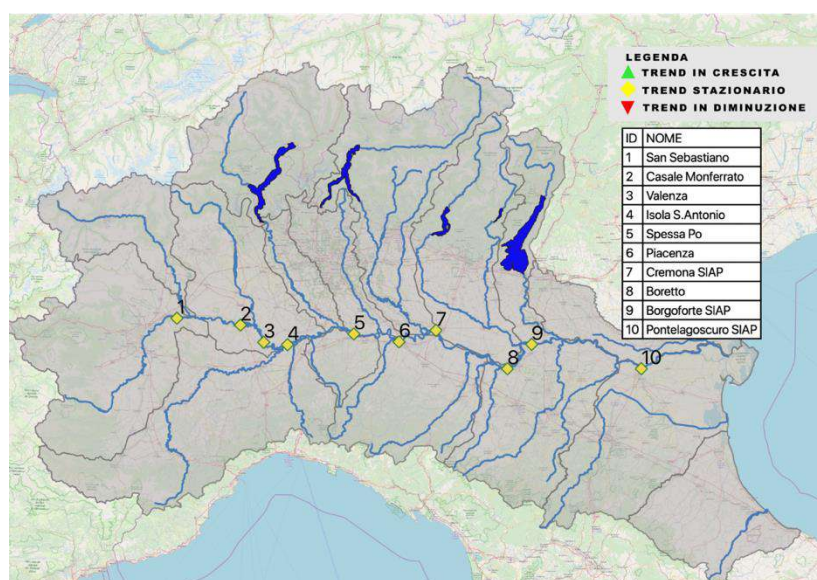 LEGENDA
TREND IN CRESCITA
TREND STAZIONARIO
TREND IN DIMINUZIONE
ID NOME
1 San Sebastiano
2 Casale Monferrato
3 Valenza
4 Isola S.Antonio
5 Spessa Po
6 Piacenza
7 Cremona SIAP
8 Boretto
9 Borgoforte SIAP
10 Pontelagoscuro SIAP
1
2
3
4
5
6
7
8
9
10